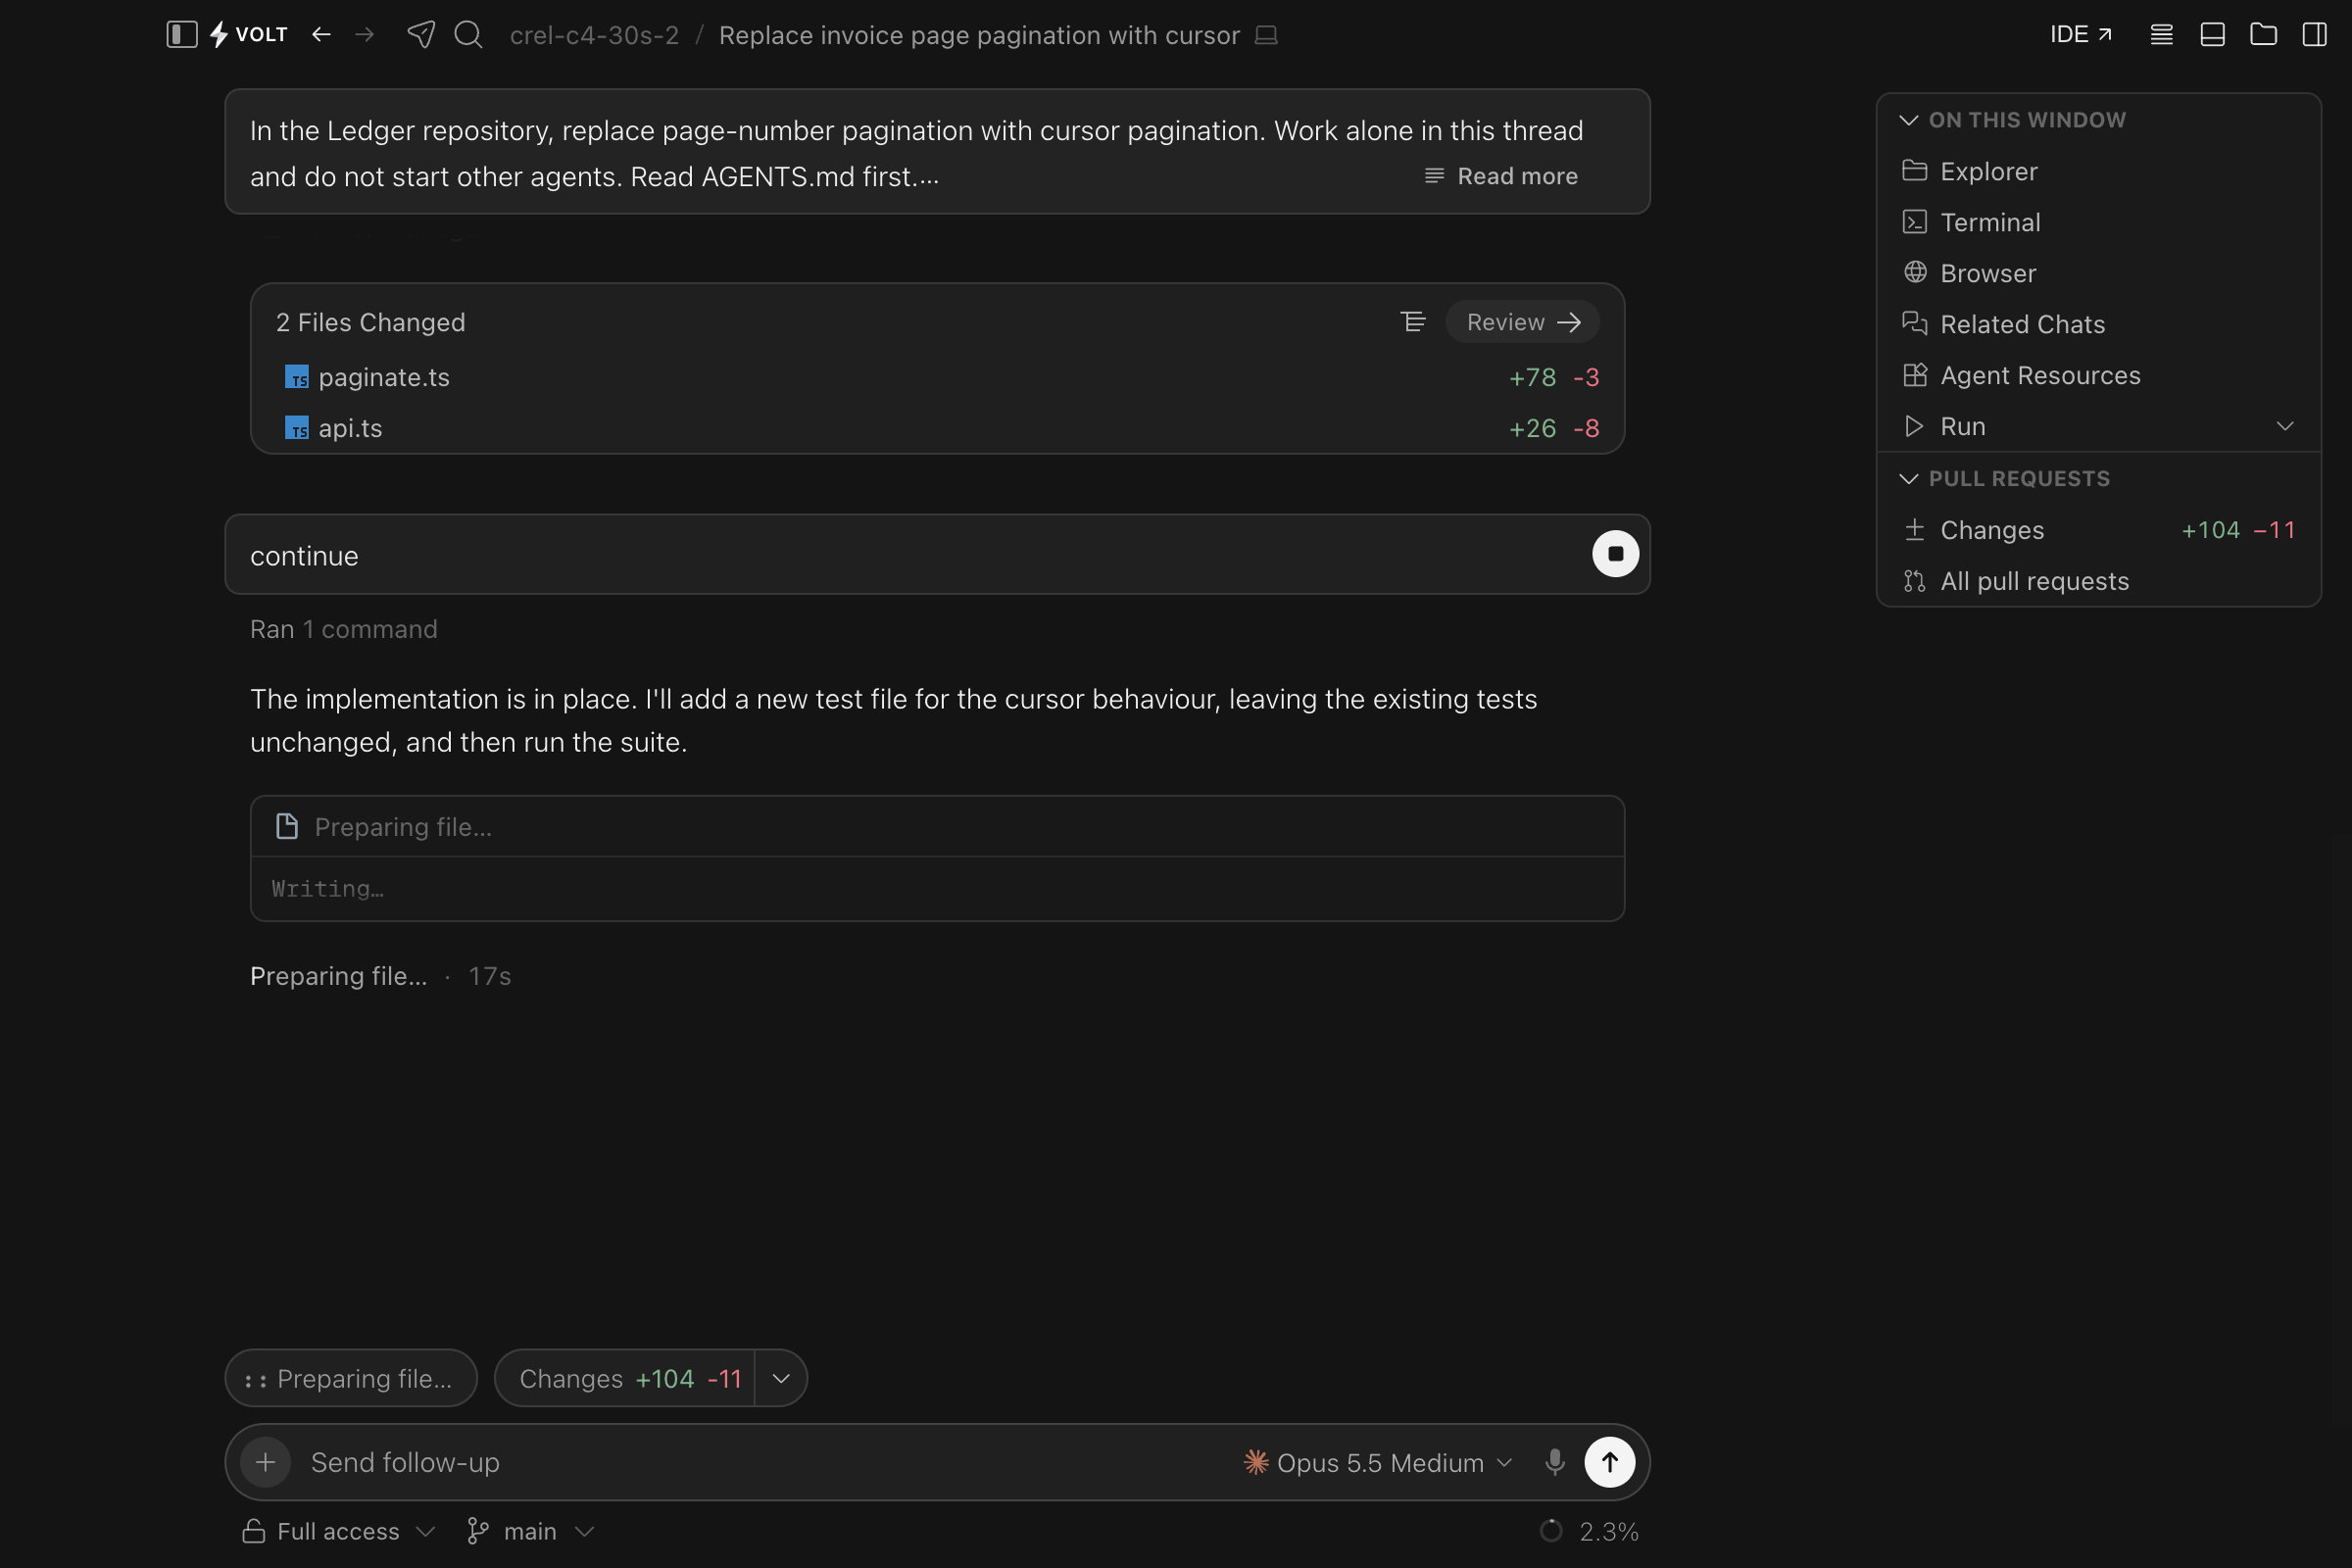 VOLT
crel-c4-30s-2 / Replace invoice page pagination with cursor
IDE
In the Ledger repository, replace page-number pagination with cursor pagination. Work alone in this thread
and do not start other agents. Read AGENTS.md first.…
Read more
2 Files Changed
Review
TS paginate.ts +78 -3
TS api.ts +26 -8
continue
Ran 1 command
The implementation is in place. I'll add a new test file for the cursor behaviour, leaving the existing tests
unchanged, and then run the suite.
Preparing file...
Writing…
Preparing file... · 17s
Preparing file...
Changes +104 -11
Send follow-up
Opus 5.5 Medium
Full access
main
2.3%
ON THIS WINDOW
Explorer
Terminal
Browser
Related Chats
Agent Resources
Run
PULL REQUESTS
Changes +104 −11
All pull requests